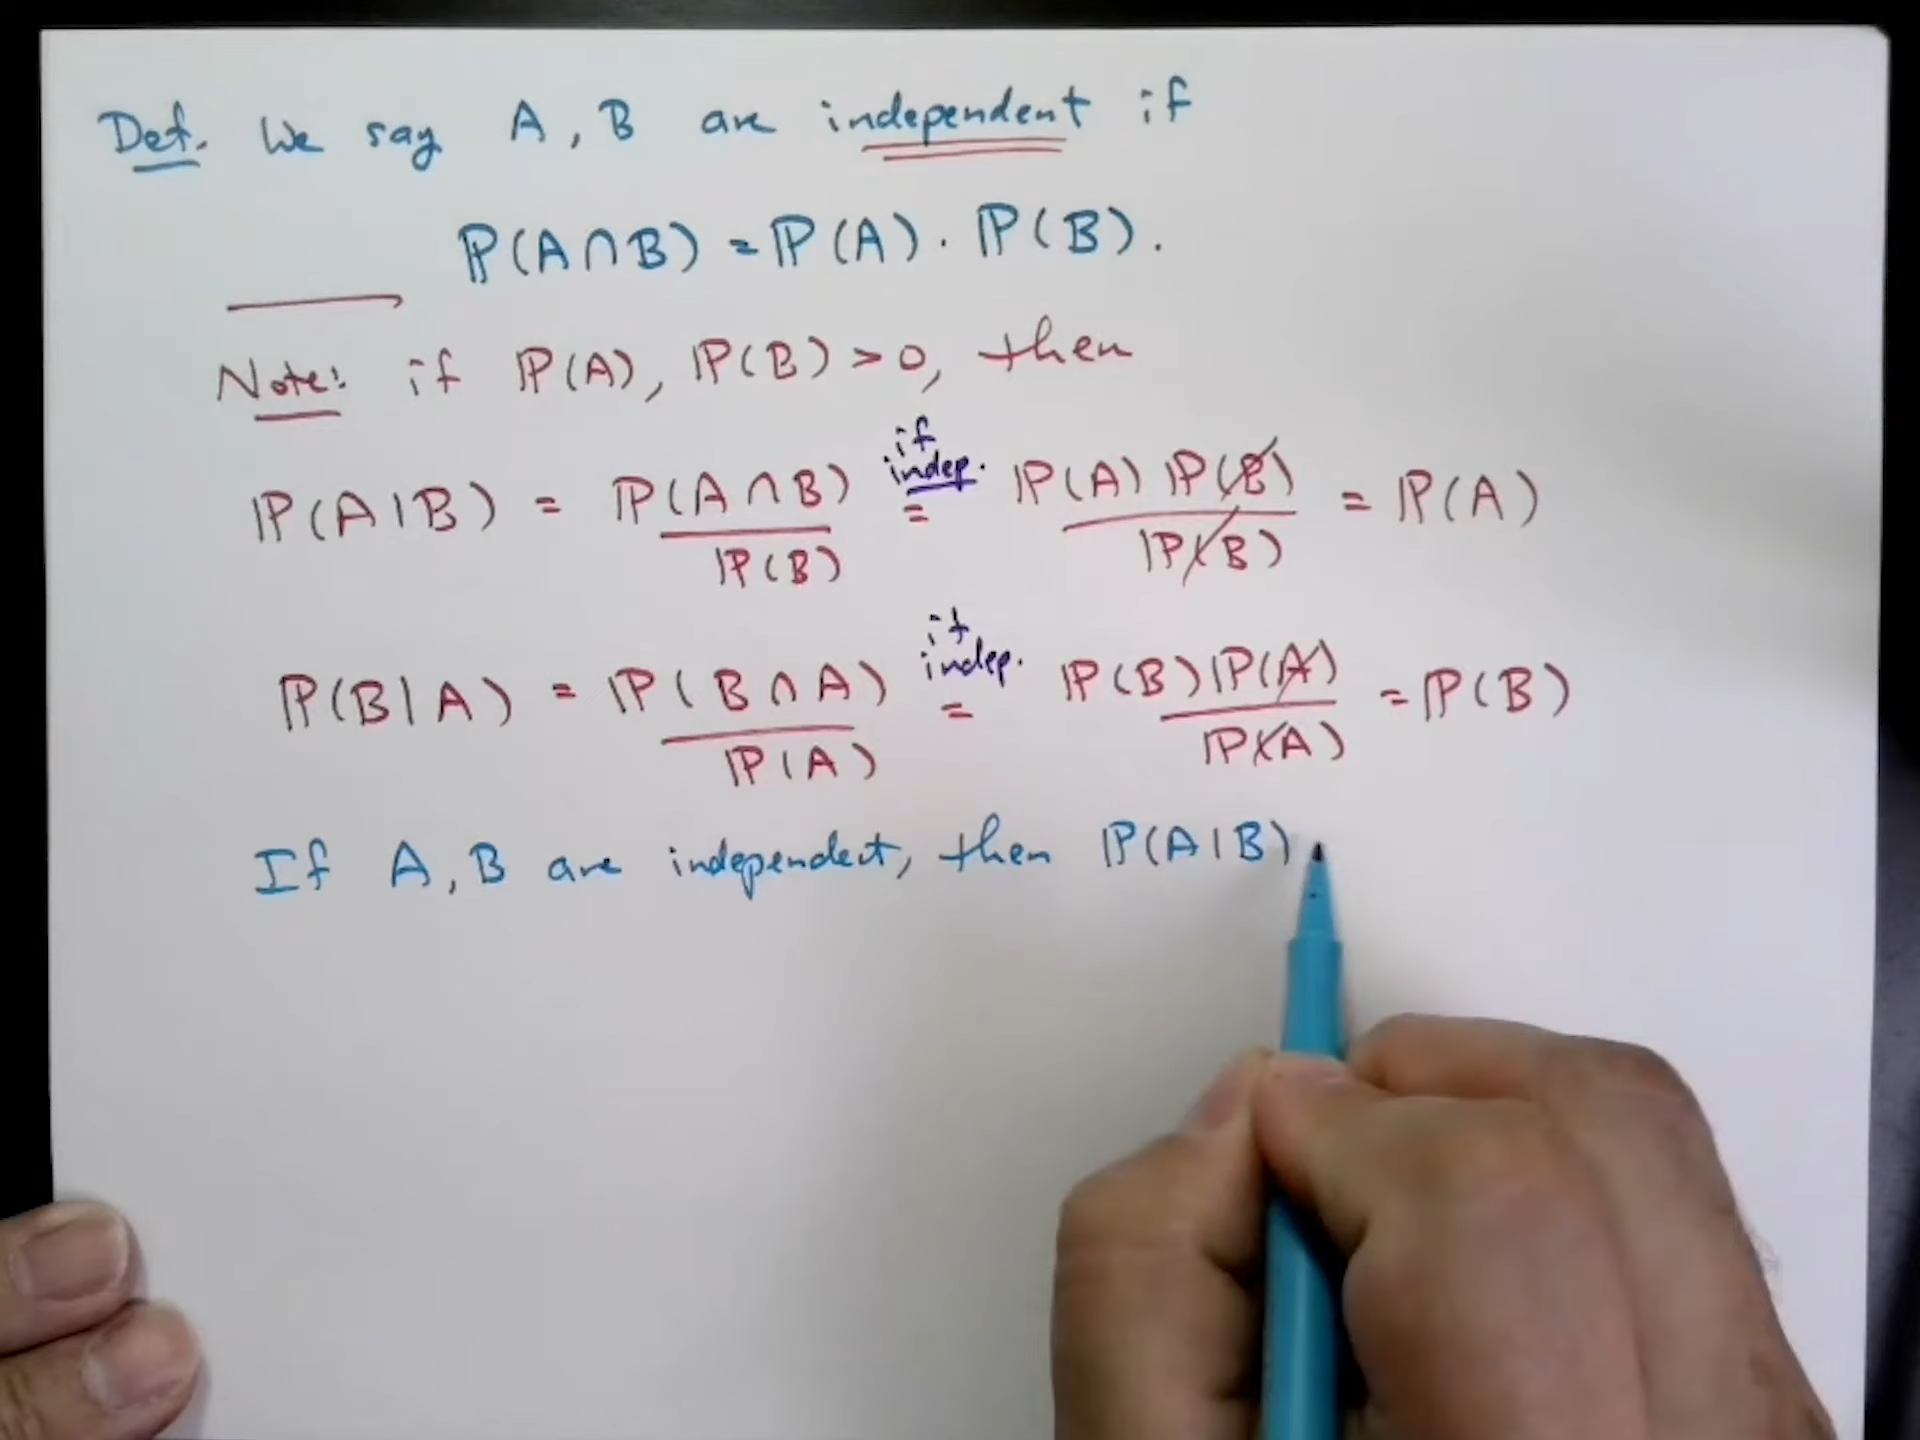 Def. We say A, B are independent if
ℙ(A∩B) = ℙ(A) · ℙ(B).
Note: if ℙ(A), ℙ(B) > 0, then
if
indep.
ℙ(A|B) = ℙ(A∩B) / ℙ(B) = ℙ(A) ℙ(B) / ℙ(B) = ℙ(A)
if
indep.
ℙ(B|A) = ℙ(B∩A) / ℙ(A) = ℙ(B) ℙ(A) / ℙ(A) = ℙ(B)
If A, B are independent, then ℙ(A|B)